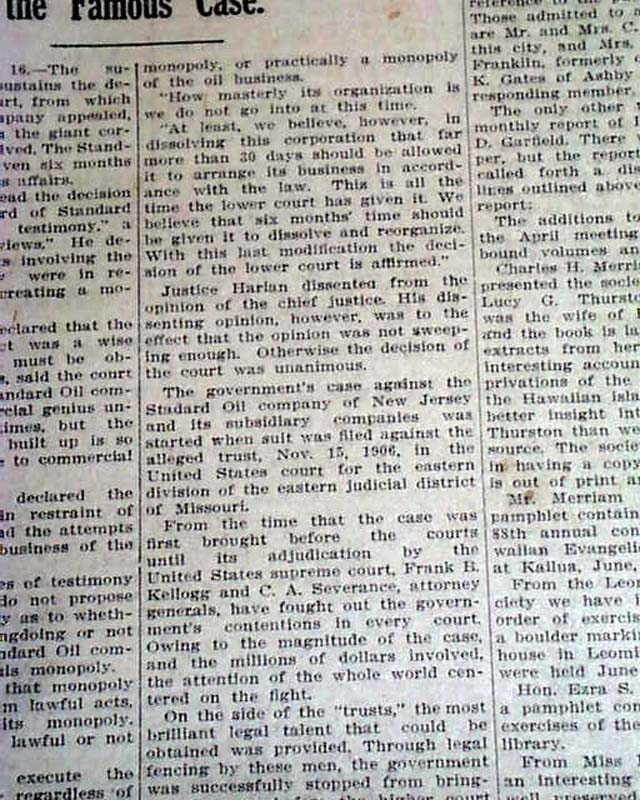 the Famous Case.
16.—The su-
sustains the de-
urt, from which
mpany appealed,
the giant cor-
lved. The Stand-
ven six months
s affairs.
ead the decision
rd of Standard
testimony," a
views." He de-
s involving the
were in re-
creating a mo-
eclared that the
ct was a wise
must be ob-
s, said the court
andard Oil com-
rcial genius un-
times, but the
built up is so
to commercial
declared the
in restraint of
d the attempts
business of the
es of testimony
do not propose
y as to wheth-
ngdoing or not
ndard Oil com-
his monopoly.
that monopoly
m lawful acts,
its monopoly.
lawful or not
execute the
regardless of
monopoly, or practically a monopoly
of the oil business.
"How masterly its organization is
we do not go into at this time.
"At least, we believe, however, in
dissolving this corporation that far
more than 30 days should be allowed
it to arrange its business in accord-
ance with the law. This is all the
time the lower court has given it. We
believe that six months' time should
be given it to dissolve and reorganize.
With this last modification the deci-
sion of the lower court is affirmed."
Justice Harlan dissented from the
opinion of the chief justice. His dis-
senting opinion, however, was to the
effect that the opinion was not sweep-
ing enough. Otherwise the decision of
the court was unanimous.
The government's case against the
Stadard Oil company of New Jersey
and its subsidiary companies was
started when suit was filed against the
alleged trust, Nov. 15, 1906, in the
United States court for the eastern
division of the eastern judicial district
of Missouri.
From the time that the case was
first brought before the courts
until its adjudication by the
United States supreme court, Frank B.
Kellogg and C. A. Severance, attorney
generals, have fought out the govern-
ment's contentions in every court.
Owing to the magnitude of the case,
and the millions of dollars involved,
the attention of the whole world cen-
tered on the fight.
On the side of the "trusts," the most
brilliant legal talent that could be
obtained was provided. Through legal
fencing by these men, the government
was successfully stopped from bring-
the higher court
reference to the
Those admitted to
are Mr. and Mrs. C.
this city, and Mrs.
Franklin, formerly
K. Gates of Ashby
responding member.
The only other
monthly report of
D. Garfield. There
per, but the report
called forth a dis
lines outlined above
report:
The additions to
the April meeting
bound volumes an
Charles H. Merri
presented the socie
Lucy G. Thurst
was the wife of
and the book is la
extracts from her
interesting accoun
privations of the
the Hawaiian isla
better insight in
Thurston than we
source. The socie
in having a copy
is out of print a
Mr. Merriam
pamphlet contain
88th annual con
waiian Evangeli
at Kailua, June,
From the Leon
ciety we have
order of exercis
a boulder marki
house in Leomi
were held June
Hon. Ezra S.
a pamphlet con
exercises of the
library.
From Miss
an interesting
well preserved